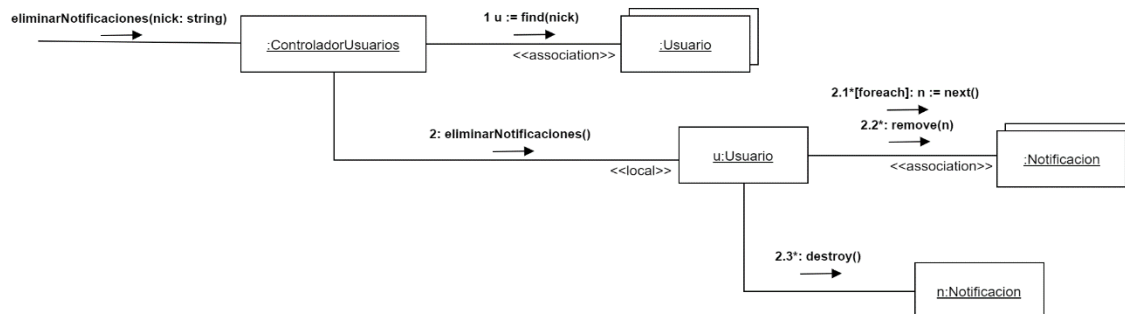 eliminarNotificaciones(nick: string)
1 u := find(nick)
:ControladorUsuarios
:Usuario
<<association>>
2.1*[foreach]: n := next()
2: eliminarNotificaciones()
2.2*: remove(n)
u:Usuario
:Notificacion
<<local>>
<<association>>
2.3*: destroy()
n:Notificacion